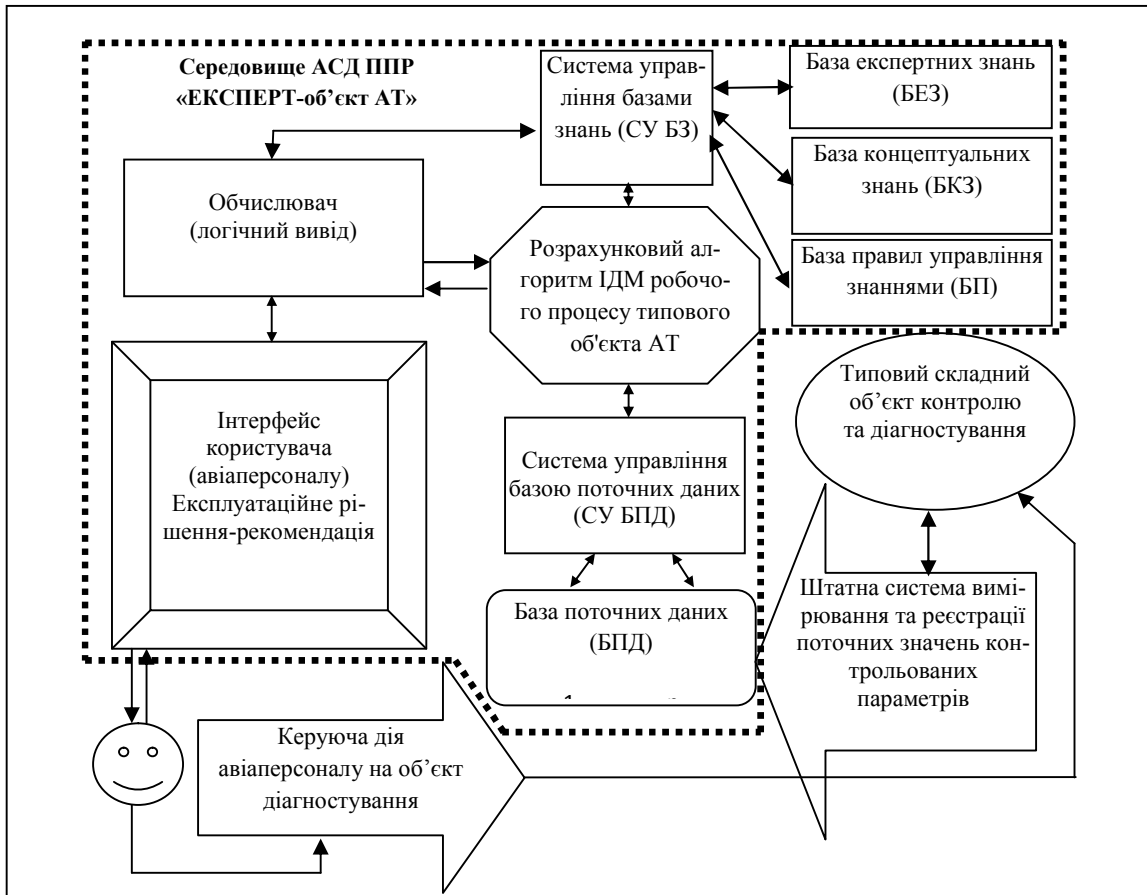 Середовище АСД ППР
«ЕКСПЕРТ-об’єкт АТ»
Система управ-
ління базами
знань (СУ БЗ)
База експертних знань
(БЕЗ)
База концептуальних
знань (БКЗ)
База правил управління
знаннями (БП)
Обчислювач
(логічний вивід)
Розрахунковий ал-
горитм ІДМ робочо-
го процесу типового
об'єкта АТ
Типовий складний
об’єкт контролю
та діагностування
Інтерфейс
користувача
(авіаперсоналу)
Експлуатаційне рі-
шення-рекомендація
Система управління
базою поточних даних
(СУ БПД)
База поточних даних
(БПД)
Штатна система вимі-
рювання та реєстрації
поточних значень кон-
трольованих
параметрів
Керуюча дія
авіаперсоналу на об’єкт
діагностування